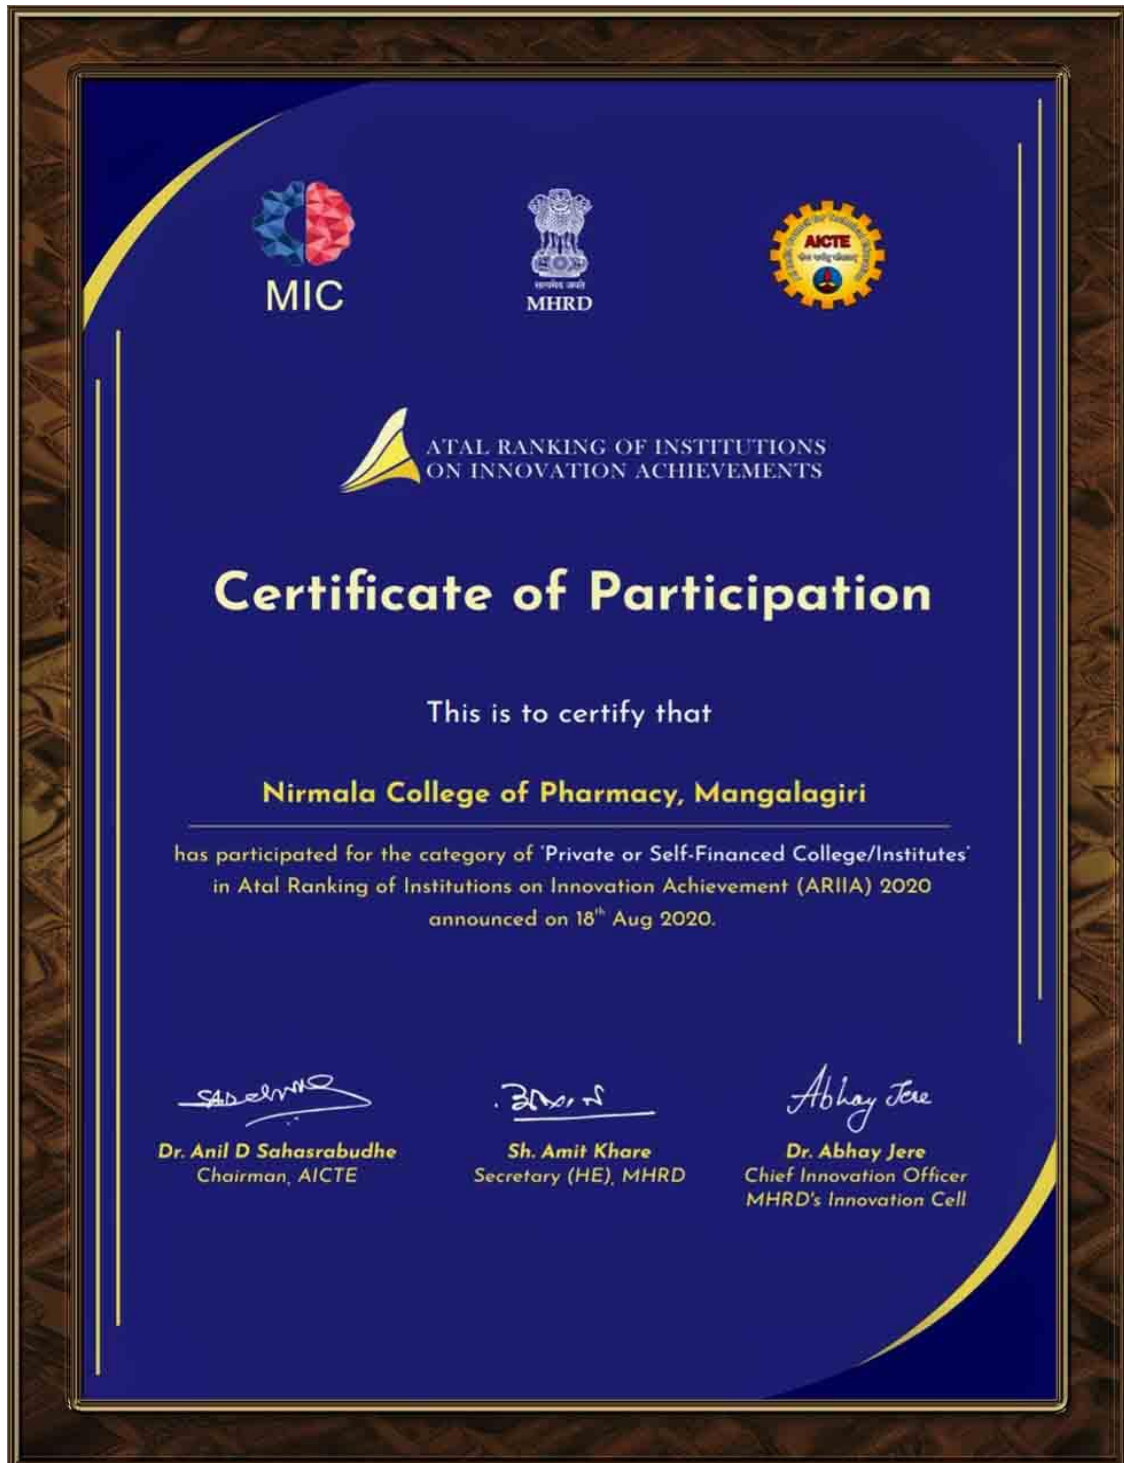 MIC
सत्यमेव जयते
MHRD
AICTE
ATAL RANKING OF INSTITUTIONS
ON INNOVATION ACHIEVEMENTS
Certificate of Participation
This is to certify that
Nirmala College of Pharmacy, Mangalagiri
has participated for the category of 'Private or Self-Financed College/Institutes'
in Atal Ranking of Institutions on Innovation Achievement (ARIIA) 2020
announced on 18th Aug 2020.
Abhay Jere
Dr. Anil D Sahasrabudhe
Chairman, AICTE
Sh. Amit Khare
Secretary (HE), MHRD
Dr. Abhay Jere
Chief Innovation Officer
MHRD's Innovation Cell